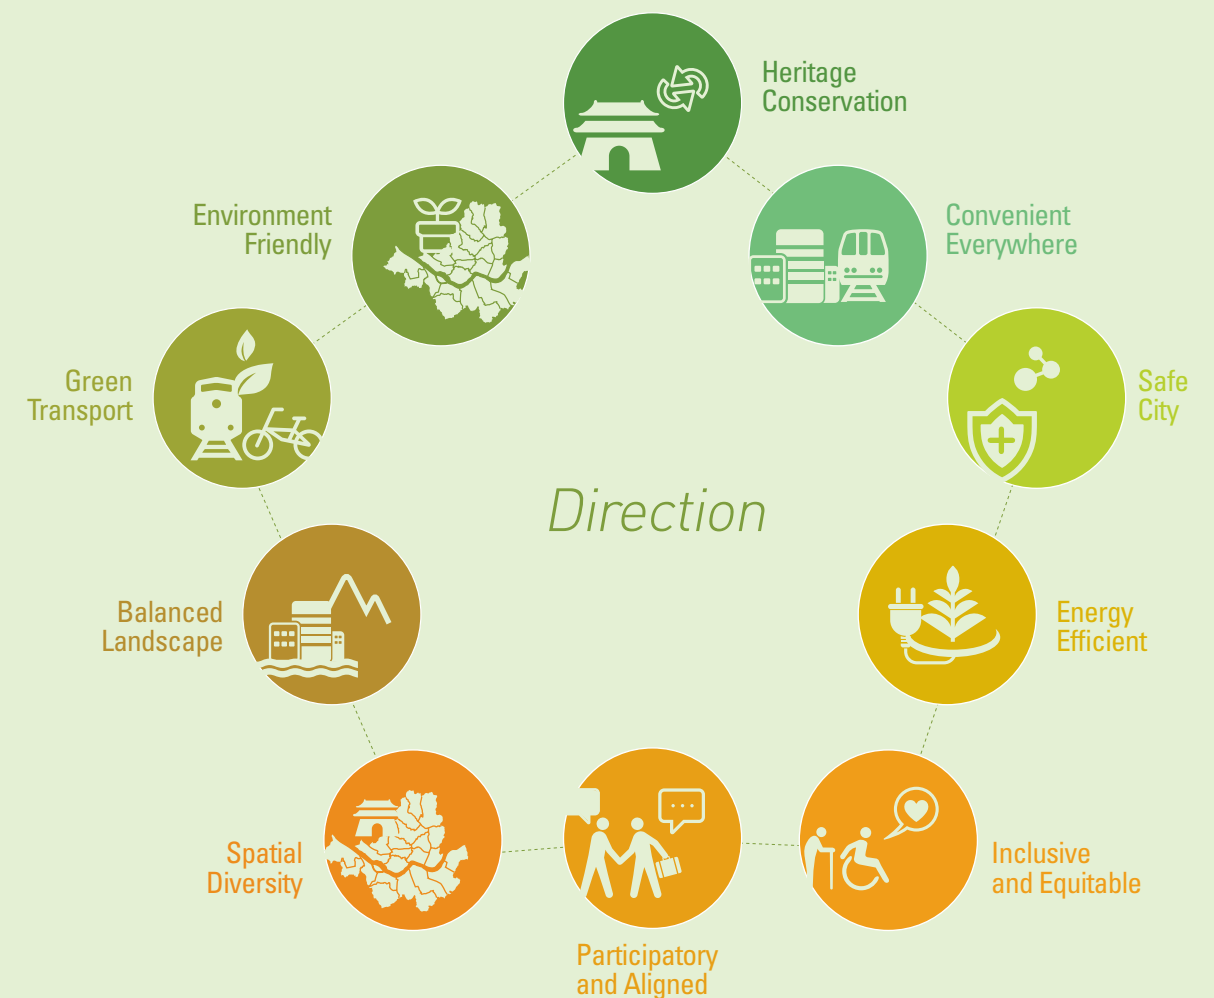 Heritage
Conservation
Environment
Friendly
Convenient
Everywhere
Green
Transport
Safe
City
Direction
Balanced
Landscape
Energy
Efficient
Spatial
Diversity
Inclusive
and Equitable
Participatory
and Aligned